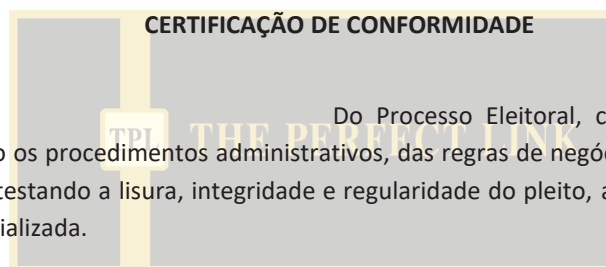 CERTIFICAÇÃO DE CONFORMIDADE
Do Processo Eleitoral, c
TPL THE PERFECT LINK
o os procedimentos administrativos, das regras de negóc
testando a lisura, integridade e regularidade do pleito, a
ializada.